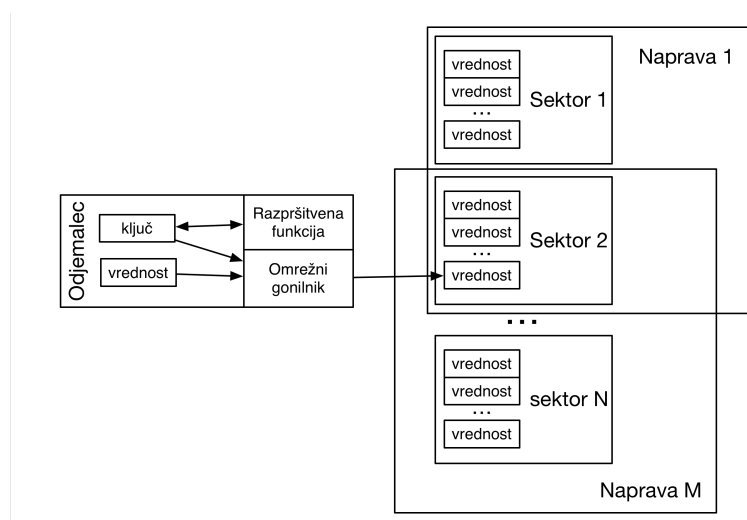 Naprava 1
vrednost
vrednost
...
vrednost
Sektor 1
Odjemalec
ključ
vrednost
Razpršitvena
funkcija
Omrežni
gonilnik
vrednost
vrednost
...
vrednost
Sektor 2
...
vrednost
vrednost
...
vrednost
sektor N
Naprava M